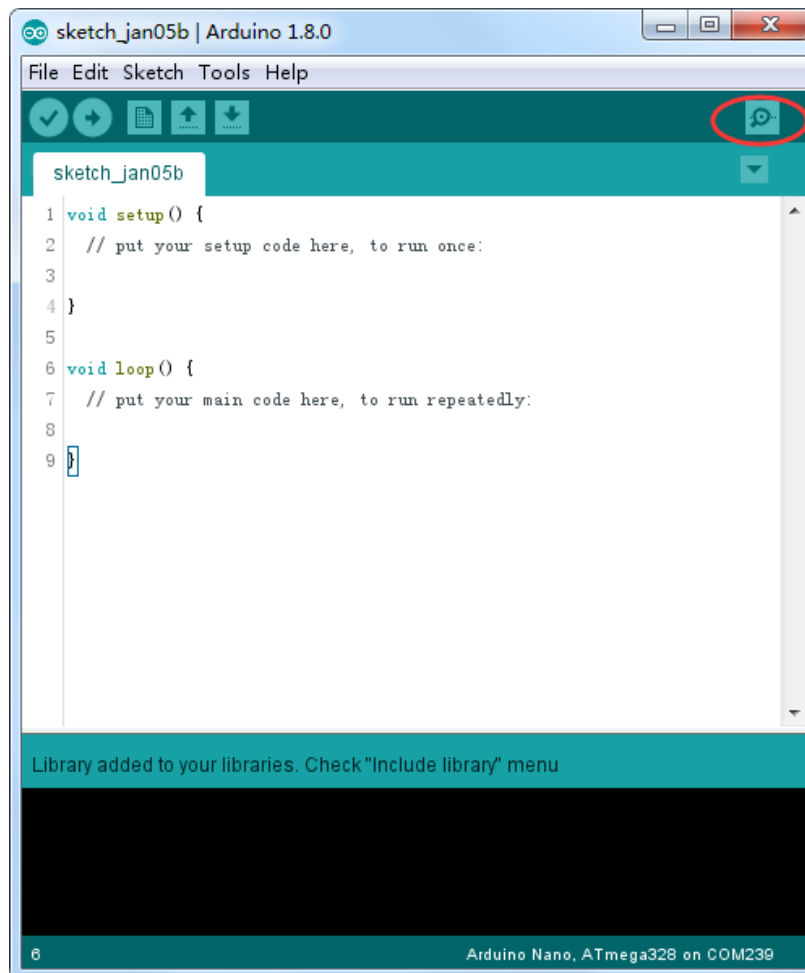 sketch_jan05b | Arduino 1.8.0
File Edit Sketch Tools Help
sketch_jan05b
1 void setup() {
2 // put your setup code here, to run once:
3
4 }
5
6 void loop() {
7 // put your main code here, to run repeatedly:
8
9 }
Library added to your libraries. Check "Include library" menu
6 Arduino Nano, ATmega328 on COM239